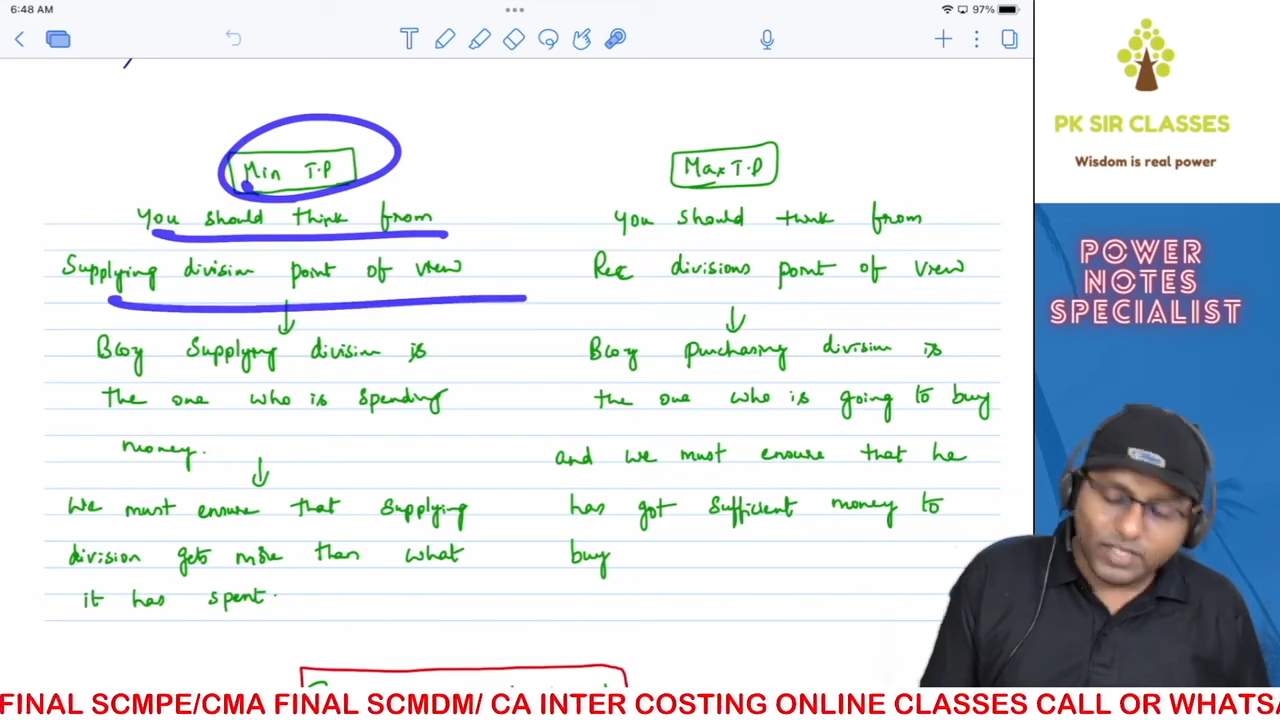 6:48 AM
97%
Min T.P
You should think from
Supplying division point of view
Bcoz Supplying division is
the one who is spending
money.
We must ensure that supplying
division gets more than what
it has spent.
Max T.P
you should think from
Rec divisions point of view
Bcoz purchasing division is
the one who is going to buy
and we must ensure that he
has got sufficient money to
buy
PK SIR CLASSES
Wisdom is real power
POWER
NOTES
SPECIALIST
FINAL SCMPE/CMA FINAL SCMDM/ CA INTER COSTING ONLINE CLASSES CALL OR WHATSA